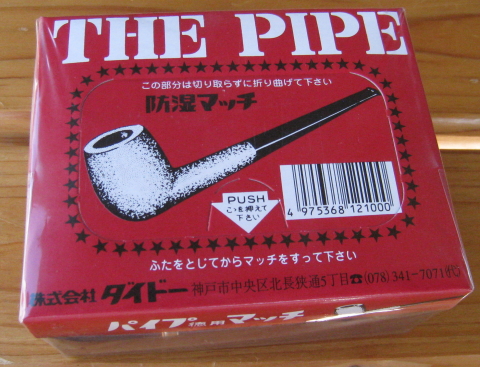 THE PIPE
この部分は切り取らずに折り曲げて下さい
防湿マッチ
PUSH
ここを押えて
下さい
4 975368 121000
ふたをとじてからマッチをすって下さい
株式会社 ダイドー 神戸市中央区北長狭通5丁目☎(078)341-7071(代)
パイプ徳用マッチ